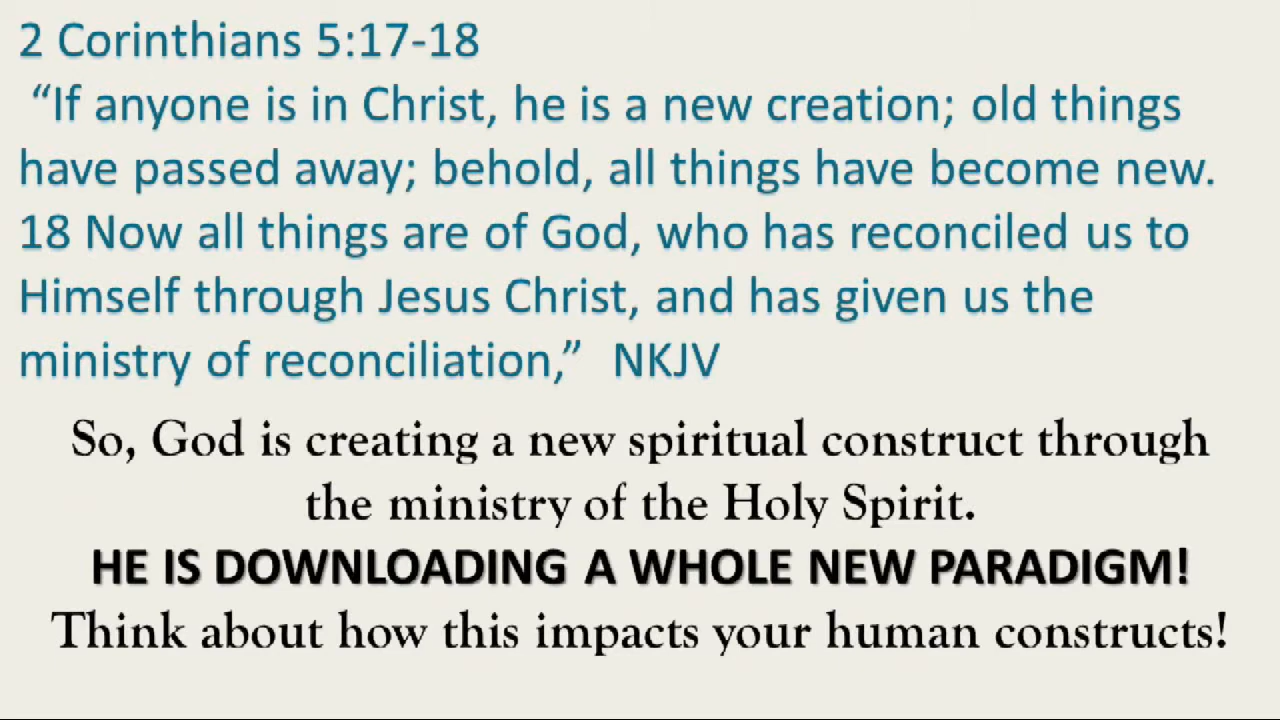 2 Corinthians 5:17-18
“If anyone is in Christ, he is a new creation; old things
have passed away; behold, all things have become new.
18 Now all things are of God, who has reconciled us to
Himself through Jesus Christ, and has given us the
ministry of reconciliation,” NKJV
So, God is creating a new spiritual construct through
the ministry of the Holy Spirit.
HE IS DOWNLOADING A WHOLE NEW PARADIGM!
Think about how this impacts your human constructs!